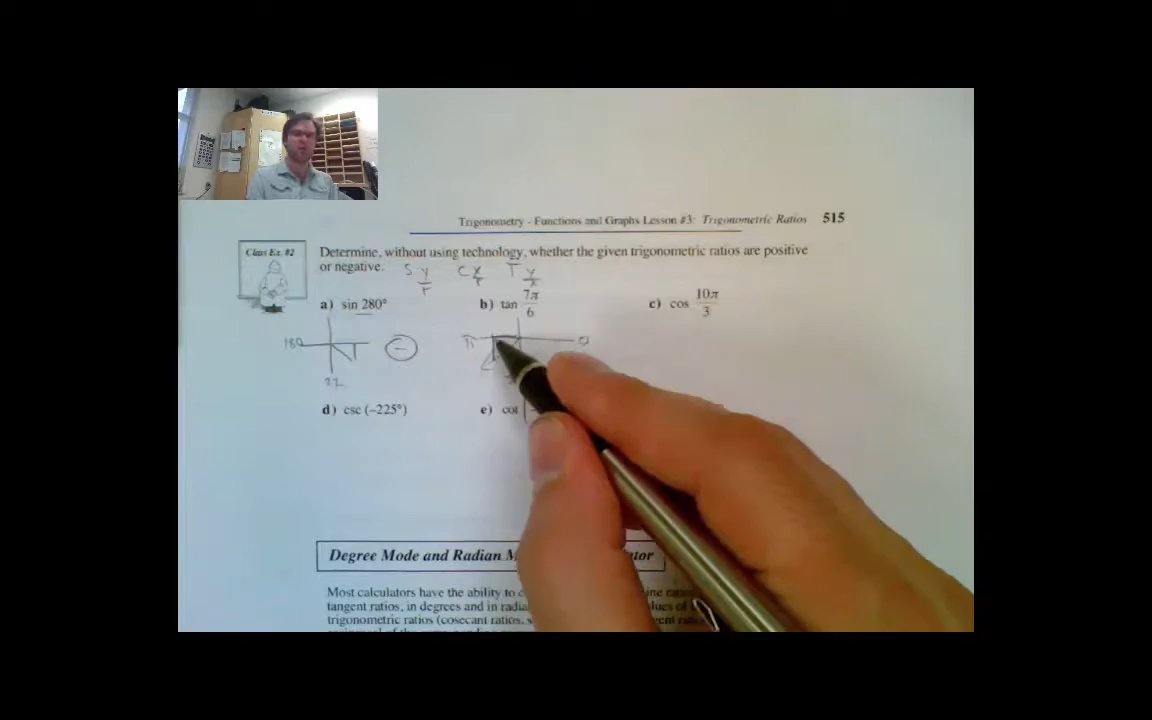 Trigonometry - Functions and Graphs Lesson #3: Trigonometric Ratios 515
Class Ex. #2
Determine, without using technology, whether the given trigonometric ratios are positive
or negative. S y/r C x/r T y/x
a) sin 280° b) tan 7π/6 c) cos 10π/3
180 − π 0
d) csc (−225°) e) cot
Degree Mode and Radian M
Most calculators have the ability to
tangent ratios, in degrees and in radia
trigonometric ratios (cosecant ratios,